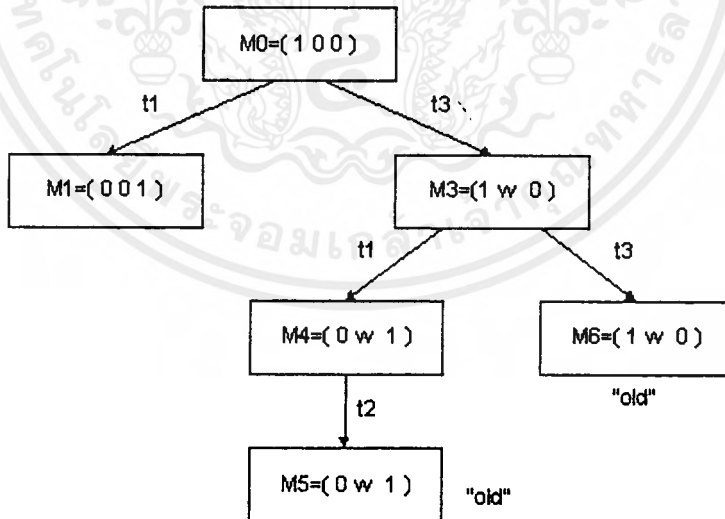 M0=( 1 0 0 )
t1
t3
M1=( 0 0 1 )
M3=(1 w 0 )
t1
t3
M4=( 0 w 1 )
M6=( 1 w 0 )
"old"
t2
M5=( 0 w 1 )
"old"